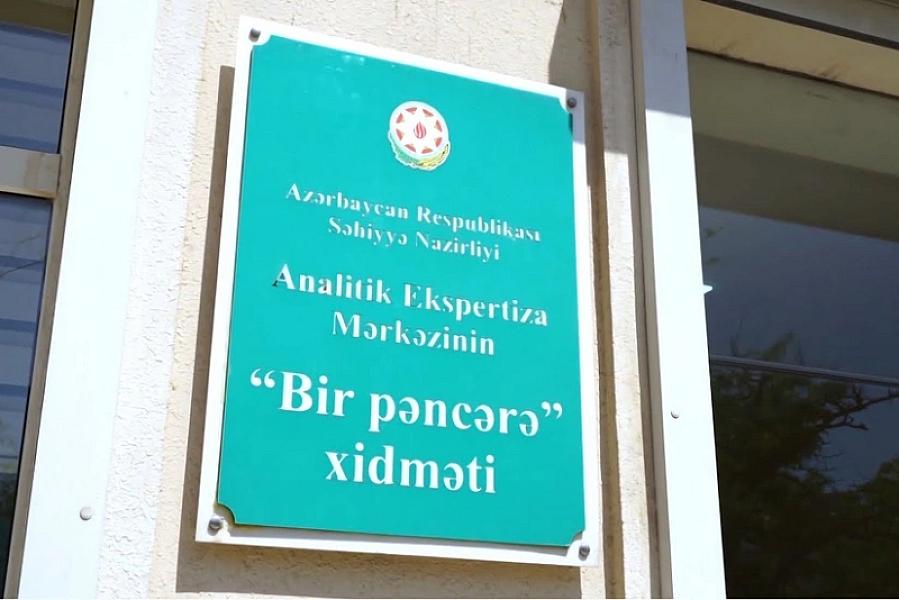 Azərbaycan Respublikası
Səhiyyə Nazirliyi
Analitik Ekspertiza
Mərkəzinin
“Bir pəncərə”
xidməti